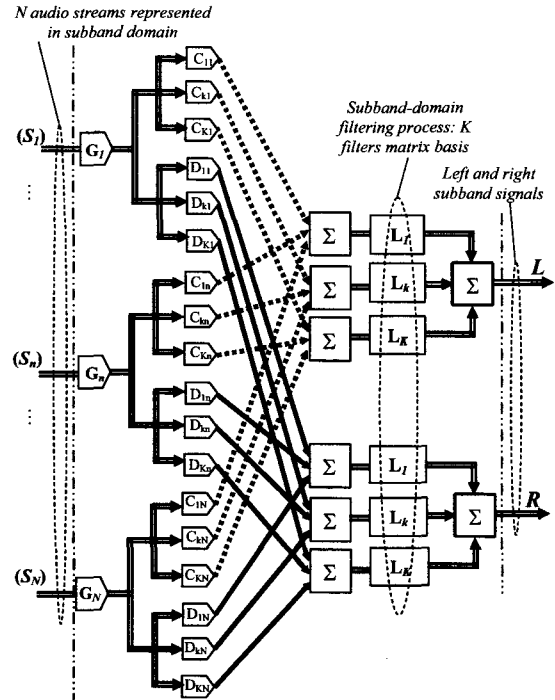 N audio streams represented
in subband domain
C11
Ck1
CK1
(S1)
G1
⋮
D11
Dk1
DK1
Subband-domain
filtering process: K
filters matrix basis
Left and right
subband signals
Σ
L1
C1n
Σ
Lk
Σ
L
Ckn
Σ
LK
CKn
(Sn)
Gn
⋮
D1n
Dkn
DKn
Σ
L1
C1N
Σ
Lk
Σ
R
CkN
Σ
LK
CKN
(SN)
GN
D1N
DkN
DKN